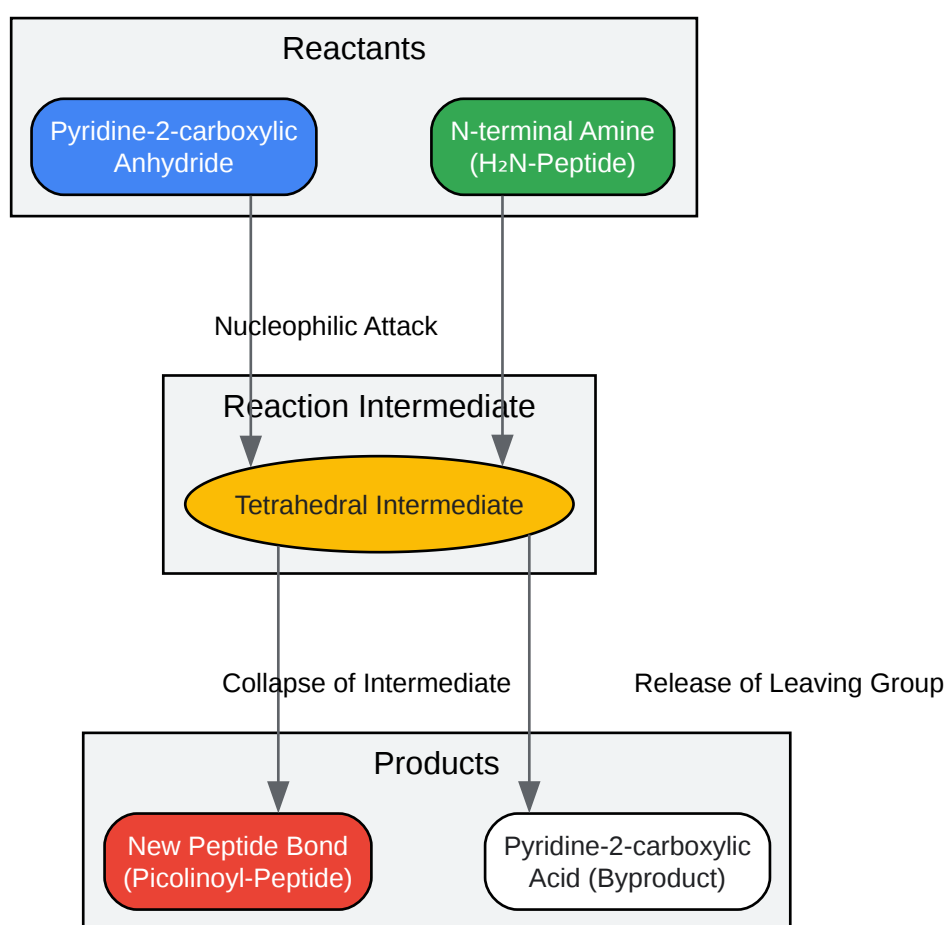 Reactants
Pyridine-2-carboxylic
Anhydride
N-terminal Amine
(H₂N-Peptide)
Nucleophilic Attack
Reaction Intermediate
Tetrahedral Intermediate
Collapse of Intermediate
Release of Leaving Group
Products
New Peptide Bond
(Picolinoyl-Peptide)
Pyridine-2-carboxylic
Acid (Byproduct)